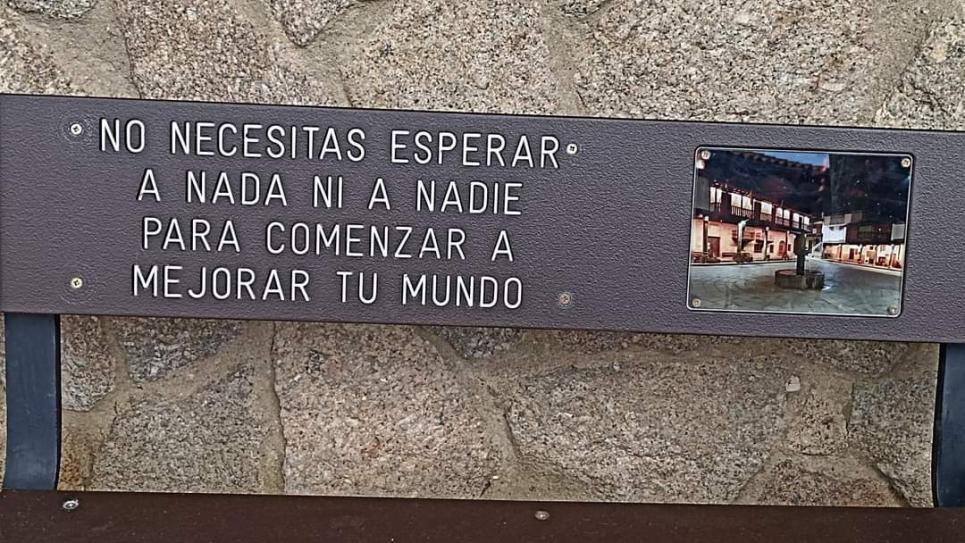 NO NECESITAS ESPERAR
A NADA NI A NADIE
PARA COMENZAR A
MEJORAR TU MUNDO